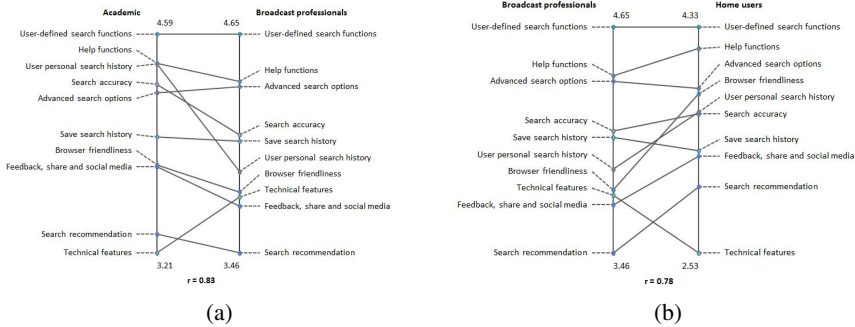 Academic
Broadcast professionals
4.59
4.65
User-defined search functions
Help functions
User personal search history
Search accuracy
Advanced search options
Save search history
Browser friendliness
Feedback, share and social media
Search recommendation
Technical features
User-defined search functions
Help functions
Advanced search options
Search accuracy
Save search history
User personal search history
Browser friendliness
Technical features
Feedback, share and social media
Search recommendation
3.21
3.46
r = 0.83
(a)
Broadcast professionals
Home users
4.65
4.33
User-defined search functions
Help functions
Advanced search options
Search accuracy
Save search history
User personal search history
Browser friendliness
Technical features
Feedback, share and social media
Search recommendation
User-defined search functions
Help functions
Advanced search options
Browser friendliness
User personal search history
Search accuracy
Save search history
Feedback, share and social media
Search recommendation
Technical features
3.46
2.53
r = 0.78
(b)